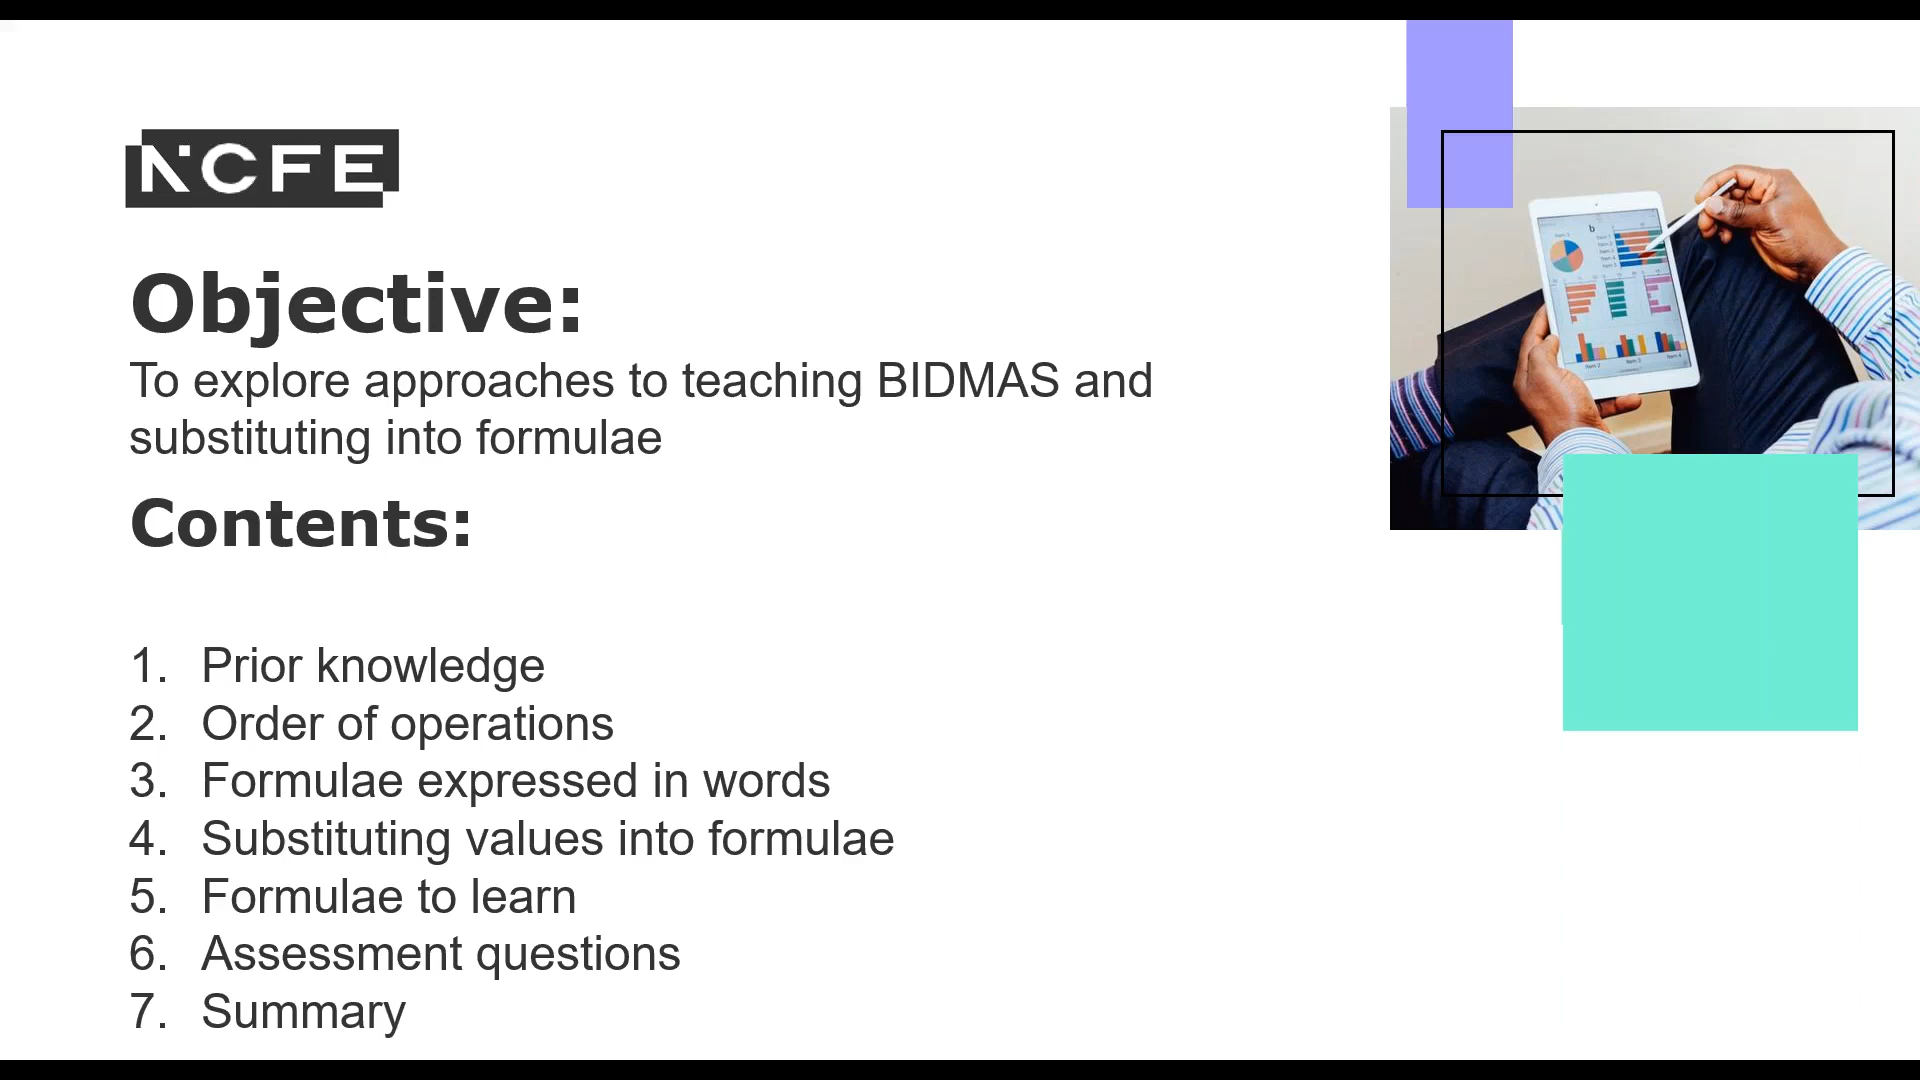 NCFE
Objective:
To explore approaches to teaching BIDMAS and
substituting into formulae
Contents:
1. Prior knowledge
2. Order of operations
3. Formulae expressed in words
4. Substituting values into formulae
5. Formulae to learn
6. Assessment questions
7. Summary